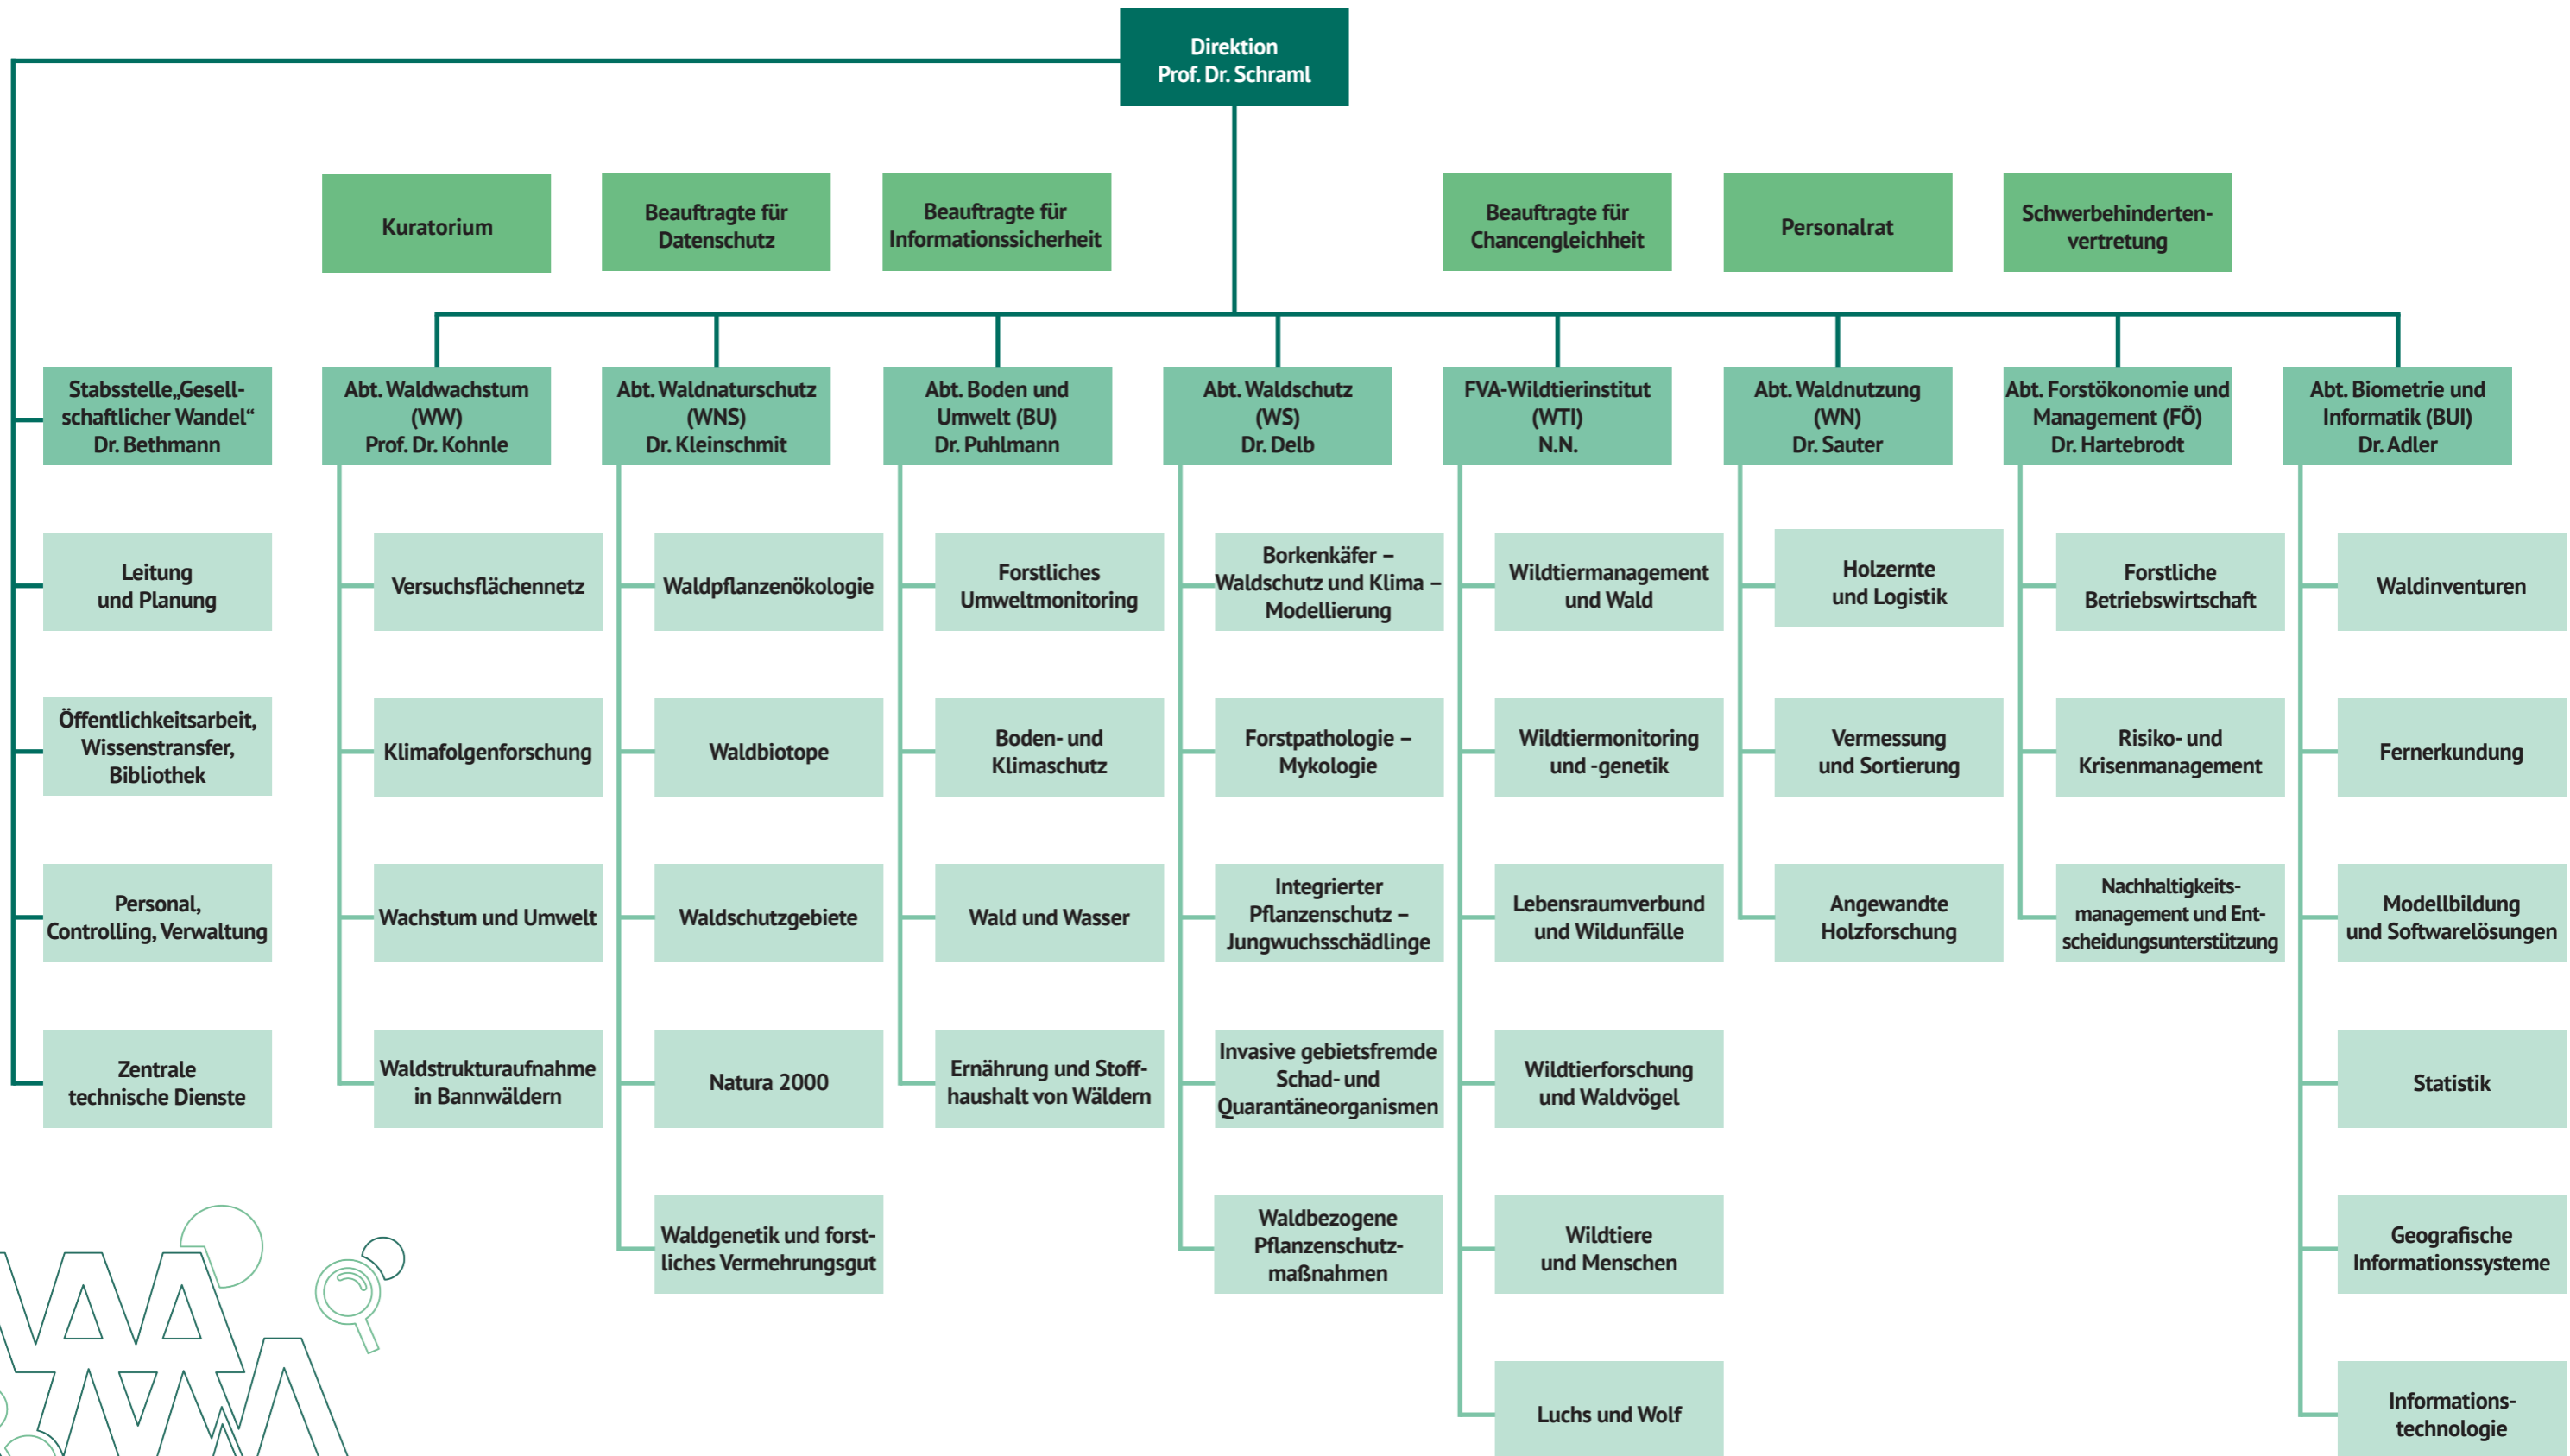 Direktion
Prof. Dr. Schraml
Kuratorium
Beauftragte für
Datenschutz
Beauftragte für
Informationssicherheit
Beauftragte für
Chancengleichheit
Personalrat
Schwerbehinderten-
vertretung
Stabsstelle„Gesell-
schaftlicher Wandel“
Dr. Bethmann
Leitung
und Planung
Öffentlichkeitsarbeit,
Wissenstransfer,
Bibliothek
Personal,
Controlling, Verwaltung
Zentrale
technische Dienste
Abt. Waldwachstum
(WW)
Prof. Dr. Kohnle
Versuchsflächennetz
Klimafolgenforschung
Wachstum und Umwelt
Waldstrukturaufnahme
in Bannwäldern
Abt. Waldnaturschutz
(WNS)
Dr. Kleinschmit
Waldpflanzenökologie
Waldbiotope
Waldschutzgebiete
Natura 2000
Waldgenetik und forst-
liches Vermehrungsgut
Abt. Boden und
Umwelt (BU)
Dr. Puhlmann
Forstliches
Umweltmonitoring
Boden- und
Klimaschutz
Wald und Wasser
Ernährung und Stoff-
haushalt von Wäldern
Abt. Waldschutz
(WS)
Dr. Delb
Borkenkäfer –
Waldschutz und Klima –
Modellierung
Forstpathologie –
Mykologie
Integrierter
Pflanzenschutz –
Jungwuchsschädlinge
Invasive gebietsfremde
Schad- und
Quarantäneorganismen
Waldbezogene
Pflanzenschutz-
maßnahmen
FVA-Wildtierinstitut
(WTI)
N.N.
Wildtiermanagement
und Wald
Wildtiermonitoring
und -genetik
Lebensraumverbund
und Wildunfälle
Wildtierforschung
und Waldvögel
Wildtiere
und Menschen
Luchs und Wolf
Abt. Waldnutzung
(WN)
Dr. Sauter
Holzernte
und Logistik
Vermessung
und Sortierung
Angewandte
Holzforschung
Abt. Forstökonomie und
Management (FÖ)
Dr. Hartebrodt
Forstliche
Betriebswirtschaft
Risiko- und
Krisenmanagement
Nachhaltigkeits-
management und Ent-
scheidungsunterstützung
Abt. Biometrie und
Informatik (BUI)
Dr. Adler
Waldinventuren
Fernerkundung
Modellbildung
und Softwarelösungen
Statistik
Geografische
Informationssysteme
Informations-
technologie